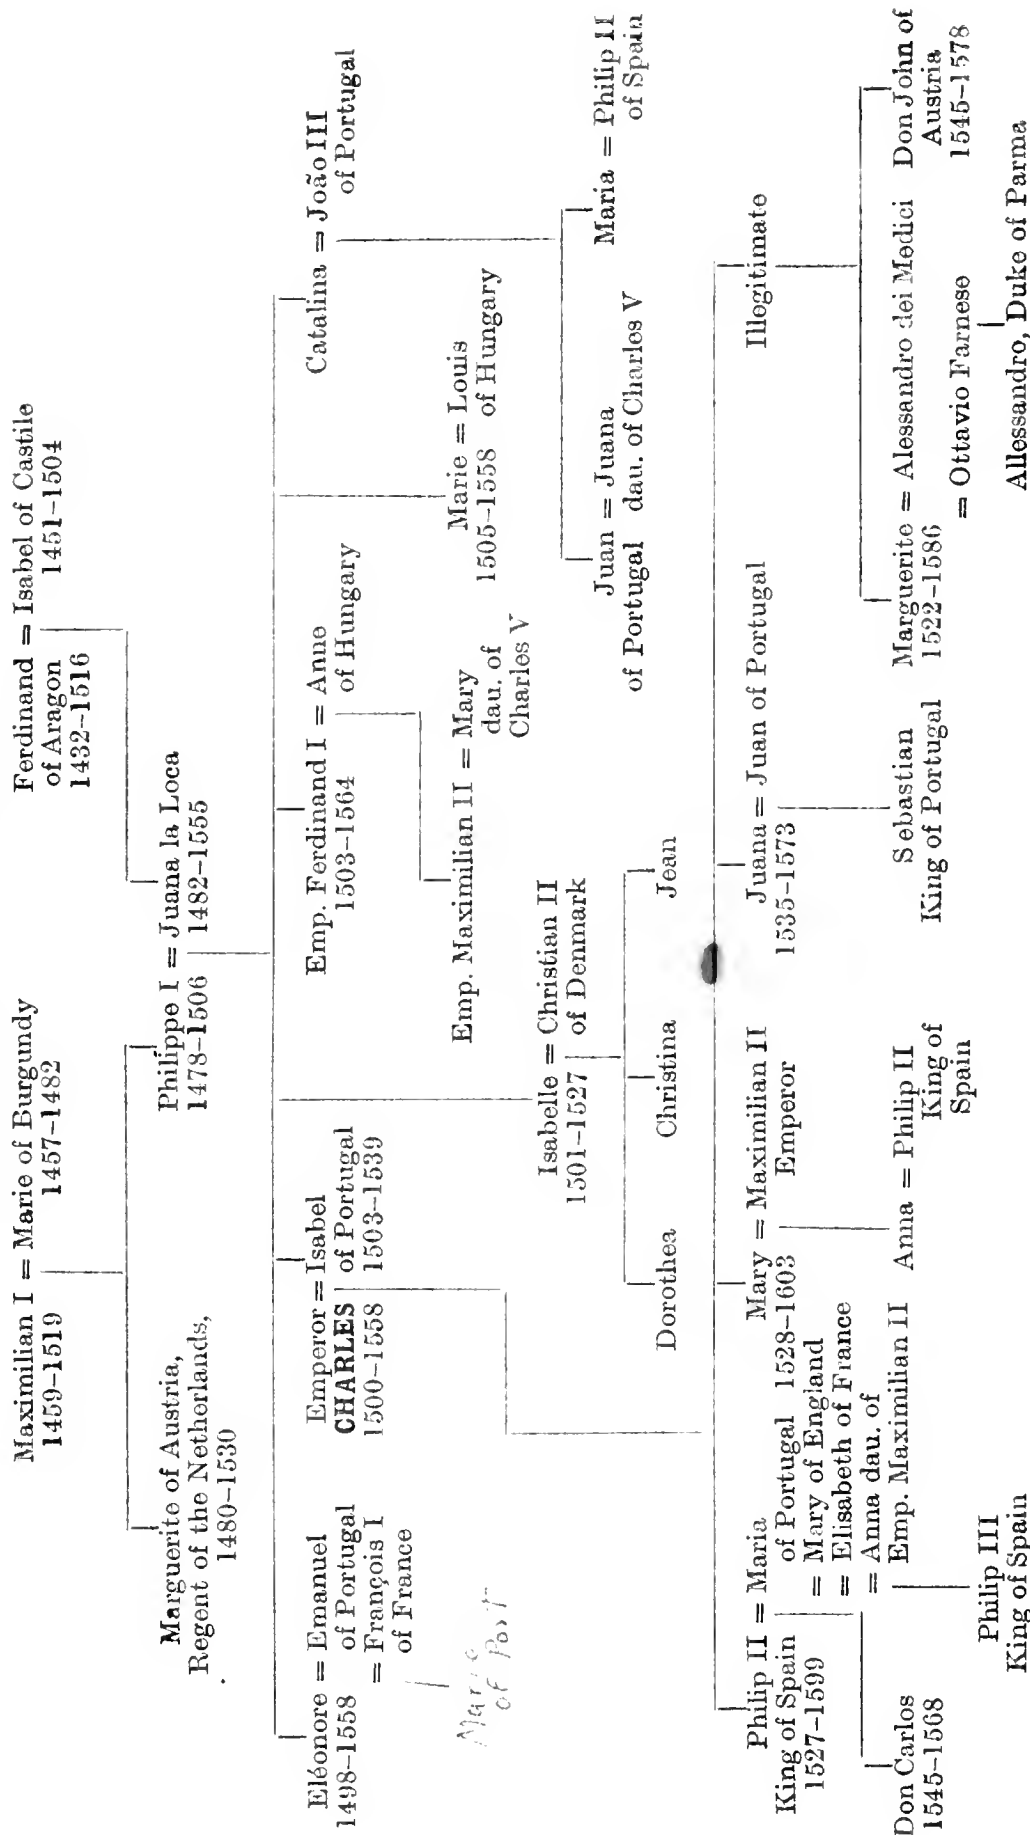 Maximilian I = Marie of Burgundy
1459–1519 1457–1482
Ferdinand = Isabel of Castile
of Aragon 1451–1504
1432–1516
Marguerite of Austria,
Regent of the Netherlands,
1480–1530
Philippe I = Juana la Loca
1478–1506 1482–1555
Eléonore = Emanuel
1498–1558 of Portugal
= François I
of France
Emperor = Isabel
CHARLES of Portugal
1500–1558 1503–1539
Emp. Ferdinand I = Anne
1503–1564 of Hungary
Catalina = João III
of Portugal
Marie = Louis
1505–1558 of Hungary
Emp. Maximilian II = Mary
dau. of
Charles V
Marie
of Port
Isabelle = Christian II
1501–1527 of Denmark
Juan = Juana
of Portugal dau. of Charles V
Maria = Philip II
of Spain
Dorothea Christina Jean
Philip II = Maria
King of Spain of Portugal
1527–1599 = Mary of England
= Elisabeth of France
= Anna dau. of
Emp. Maximilian II
Mary = Maximilian II
1528–1603 Emperor
Juana = Juan of Portugal
1535–1573
Illegitimate
Don Carlos
1545–1568
Philip III
King of Spain
Anna = Philip II
King of
Spain
Sebastian
King of Portugal
Marguerite = Alessandro dei Medici
1522–1586
= Ottavio Farnese
Don John of
Austria
1545–1578
Allessandro, Duke of Parma